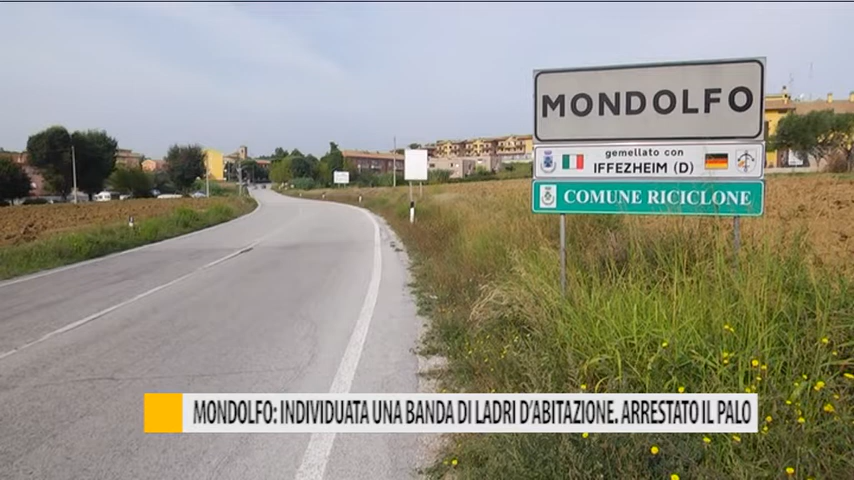 MONDOLFO
gemellato con
IFFEZHEIM (D)
COMUNE RICICLONE
MONDOLFO: INDIVIDUATA UNA BANDA DI LADRI D'ABITAZIONE. ARRESTATO IL PALO